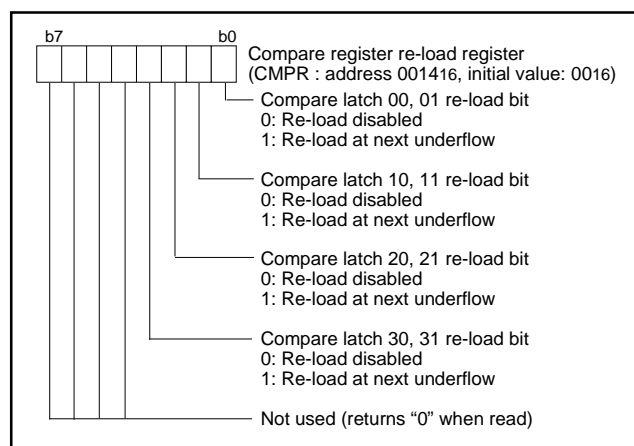 b7 b0
Compare register re-load register
(CMPR : address 001416, initial value: 0016)
Compare latch 00, 01 re-load bit
0: Re-load disabled
1: Re-load at next underflow
Compare latch 10, 11 re-load bit
0: Re-load disabled
1: Re-load at next underflow
Compare latch 20, 21 re-load bit
0: Re-load disabled
1: Re-load at next underflow
Compare latch 30, 31 re-load bit
0: Re-load disabled
1: Re-load at next underflow
Not used (returns “0” when read)